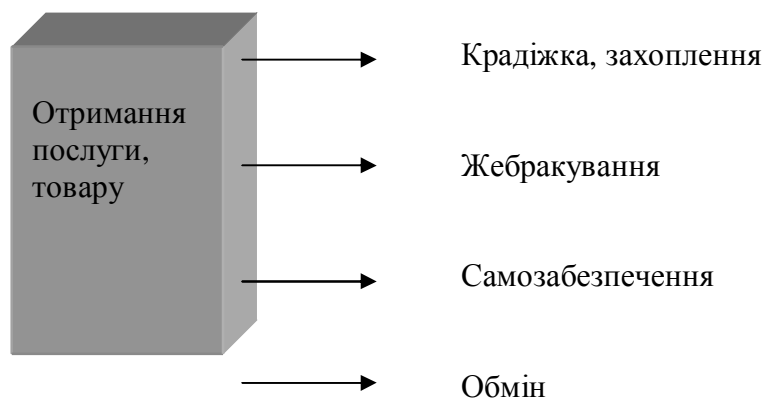 Отримання
послуги,
товару
Крадіжка, захоплення
Жебракування
Самозабезпечення
Обмін